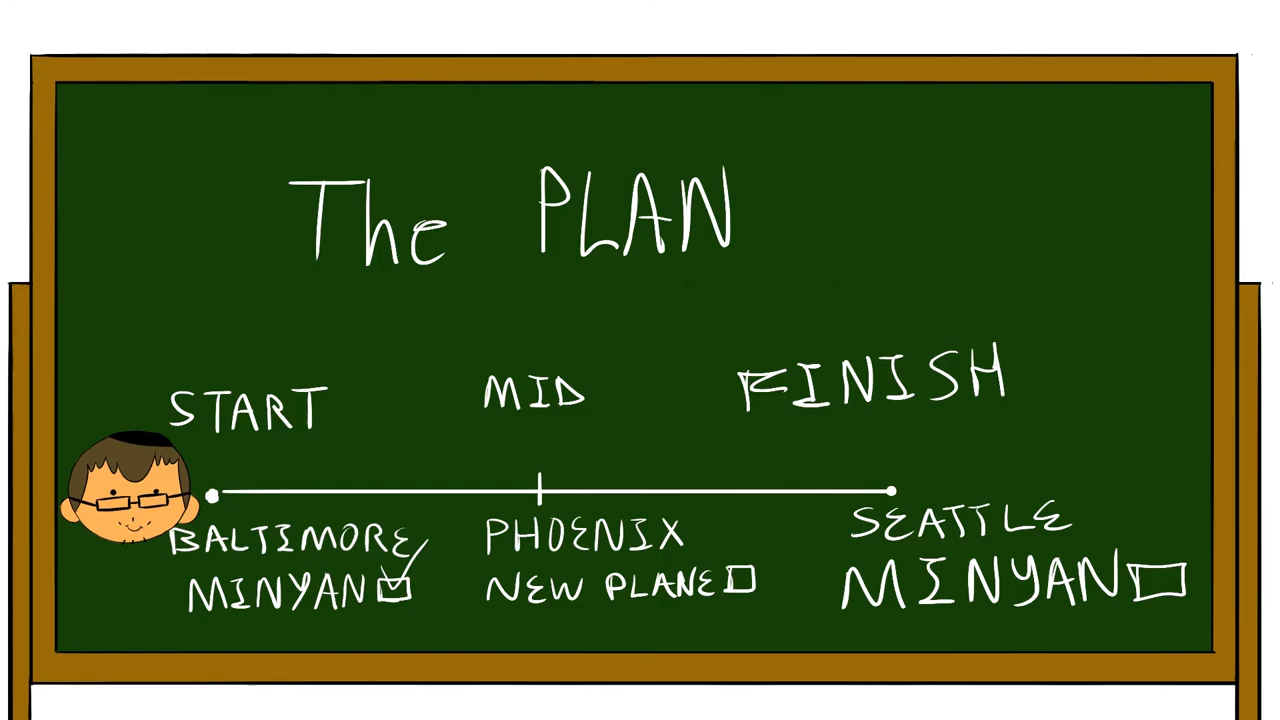 The PLAN
START MID FINISH
BALTIMORE PHOENIX SEATTLE
MINYAN NEW PLANE MINYAN